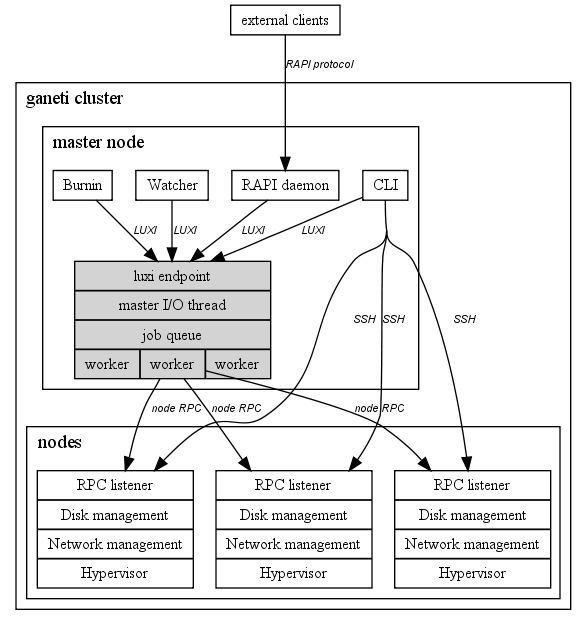 external clients
RAPI protocol
ganeti cluster
master node
Burnin
Watcher
RAPI daemon
CLI
LUXI
LUXI
LUXI
LUXI
luxi endpoint
master I/O thread
job queue
worker
worker
worker
SSH
SSH
SSH
node RPC
node RPC
node RPC
nodes
RPC listener
Disk management
Network management
Hypervisor
RPC listener
Disk management
Network management
Hypervisor
RPC listener
Disk management
Network management
Hypervisor